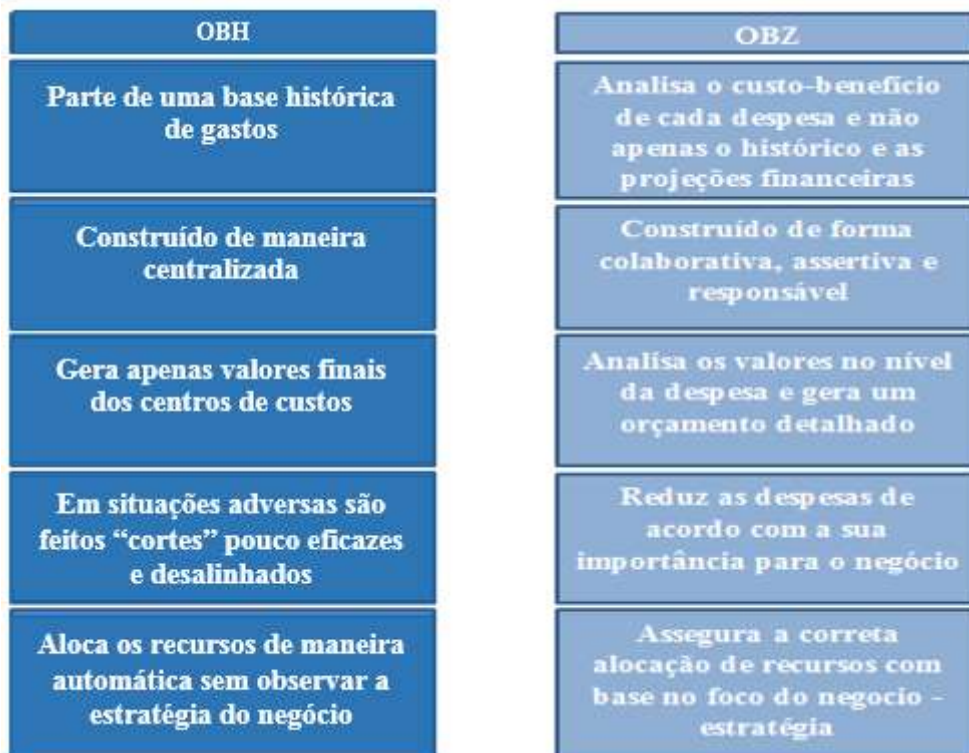 OBH
Parte de uma base histórica
de gastos
Construído de maneira
centralizada
Gera apenas valores finais
dos centros de custos
Em situações adversas são
feitos “cortes” pouco eficazes
e desalinhados
Aloca os recursos de maneira
automática sem observar a
estratégia do negócio
OBZ
Analisa o custo-benefício
de cada despesa e não
apenas o histórico e as
projeções financeiras
Construído de forma
colaborativa, assertiva e
responsável
Analisa os valores no nível
da despesa e gera um
orçamento detalhado
Reduz as despesas de
acordo com a sua
importância para o negócio
Assegura a correta
alocação de recursos com
base no foco do negocio -
estratégia